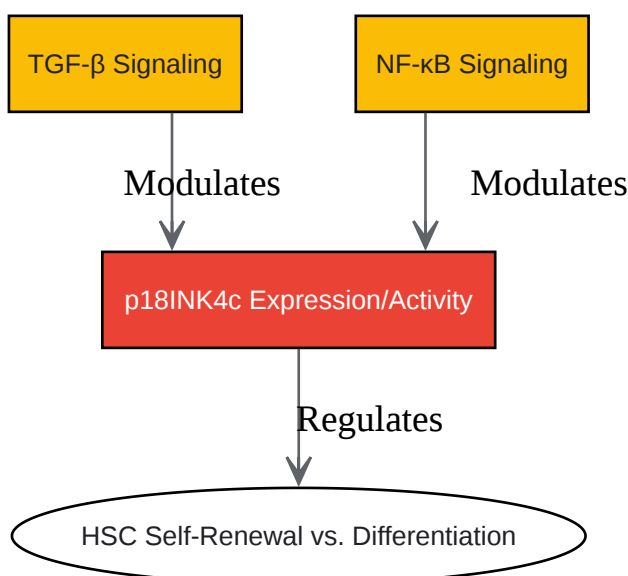 TGF-β Signaling
NF-κB Signaling
Modulates
Modulates
p18INK4c Expression/Activity
Regulates
HSC Self-Renewal vs. Differentiation